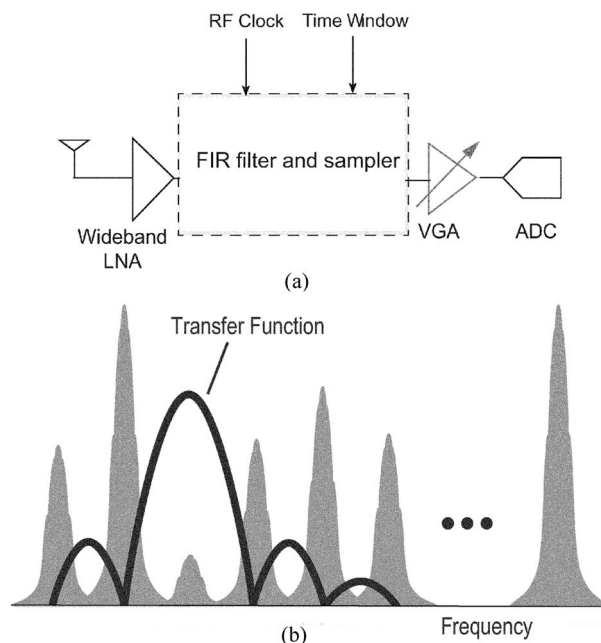 RF Clock Time Window
FIR filter and sampler
Wideband
LNA
VGA
ADC
(a)
Transfer Function
Frequency
(b)